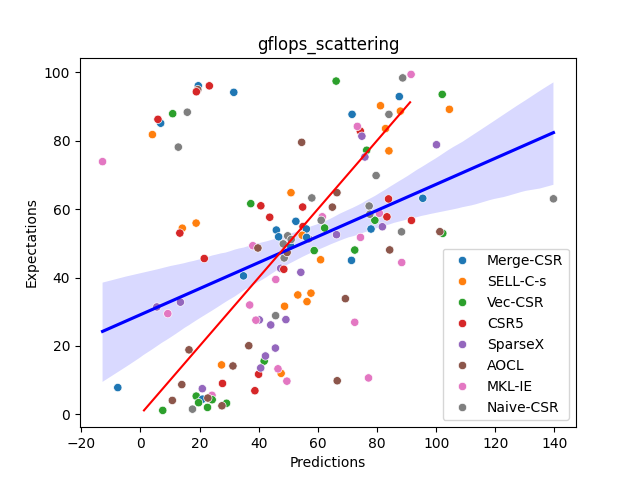 gflops_scattering
Expectations
100
80
60
40
20
0
−20 0 20 40 60 80 100 120 140
Predictions
Merge-CSR
SELL-C-s
Vec-CSR
CSR5
SparseX
AOCL
MKL-IE
Naive-CSR